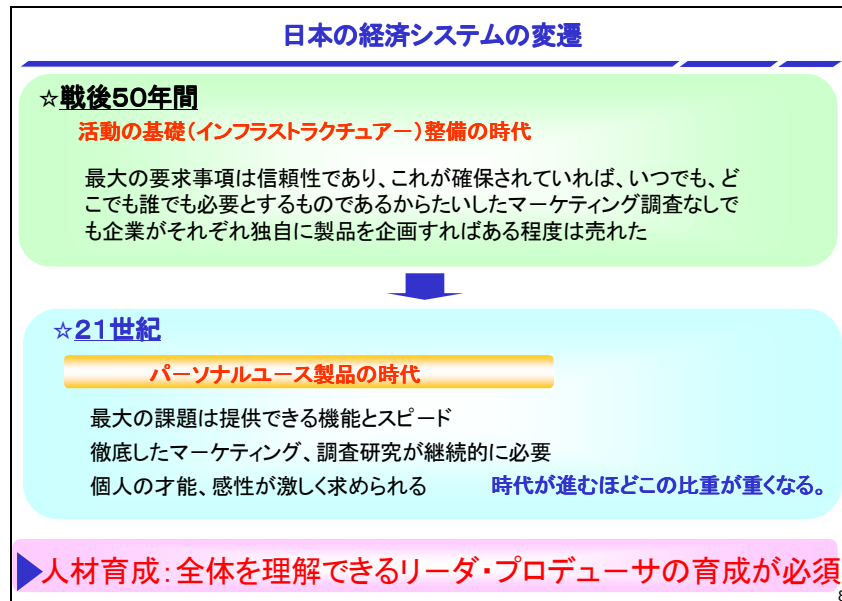 日本の経済システムの変遷
☆戦後50年間
活動の基礎(インフラストラクチュアー)整備の時代
最大の要求事項は信頼性であり、これが確保されていれば、いつでも、ど
こでも誰でも必要とするものであるからたいしたマーケティング調査なしで
も企業がそれぞれ独自に製品を企画すればある程度は売れた
☆21世紀
パーソナルユース製品の時代
最大の課題は提供できる機能とスピード
徹底したマーケティング、調査研究が継続的に必要
個人の才能、感性が激しく求められる 時代が進むほどこの比重が重くなる。
人材育成:全体を理解できるリーダ・プロデューサの育成が必須
8